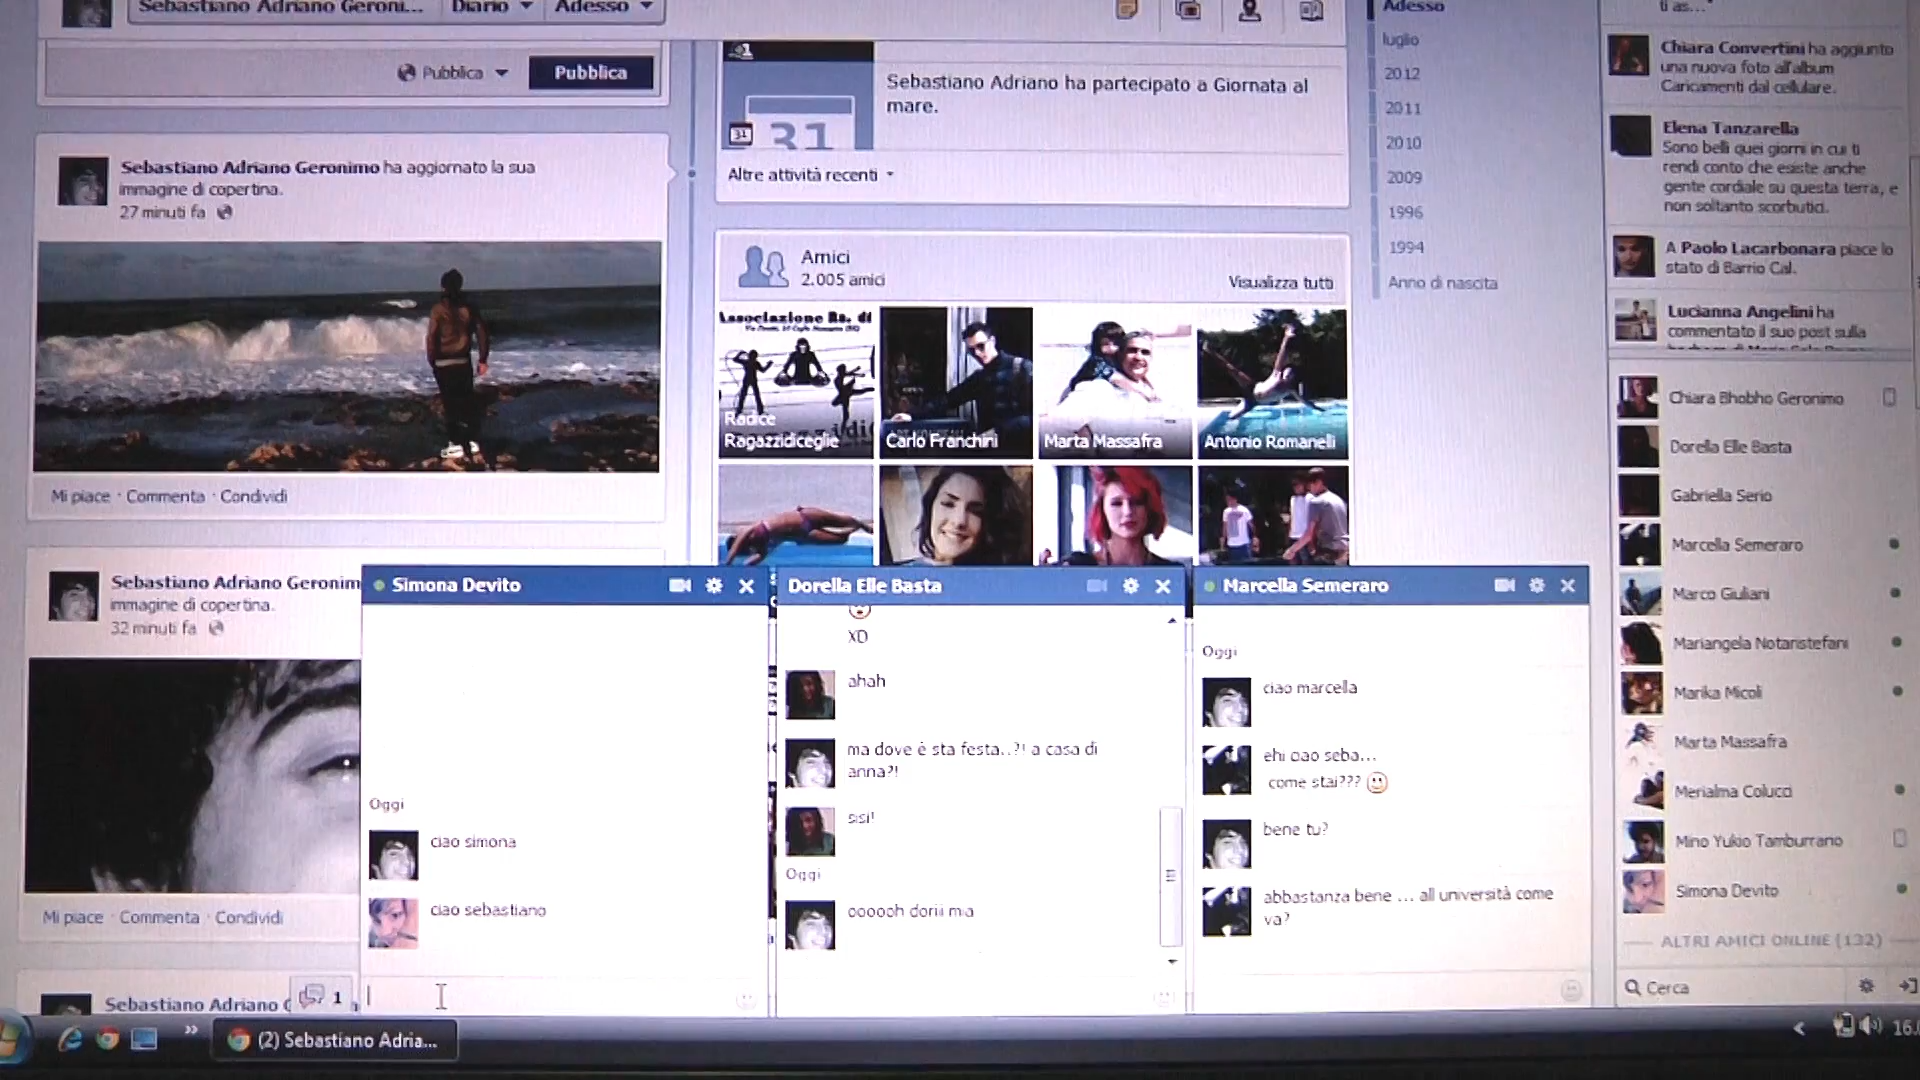 Sebastiano Adriano Geroni...
Diario
Adesso
Pubblica
Pubblica
Sebastiano Adriano Geronimo ha aggiornato la sua
immagine di copertina.
27 minuti fa
Mi piace · Commenta · Condividi
Sebastiano Adriano Geronim
immagine di copertina.
32 minuti fa
Mi piace · Commenta · Condividi
Sebastiano Adriano G
1
1
31
31
Sebastiano Adriano ha partecipato a Giornata al
mare.
Altre attività recenti
Amici
2.005 amici
Visualizza tutti
Associazione Ra. di
Radice
Ragazzidiceglie
Carlo Franchini
Marta Massafra
Antonio Romanelli
Adesso
luglio
2012
2011
2010
2009
1996
1994
Anno di nascita
Chiara Convertini ha aggiunto
una nuova foto all'album
Caricamenti dal cellulare.
Elena Tanzarella
Sono belli quei giorni in cui ti
rendi conto che esiste anche
gente cordiale su questa terra, e
non soltanto scorbutici.
A Paolo Lacarbonara piace lo
stato di Barrio Cal.
Lucianna Angelini ha
commentato il suo post sulla
Chiara Bhobho Geronimo
Dorella Elle Basta
Gabriella Serio
Marcella Semeraro
Marco Giuliani
Mariangela Notaristefani
Marika Micoli
Marta Massafra
Merialma Colucci
Mino Yukio Tamburrano
Simona Devito
ALTRI AMICI ONLINE (132)
Cerca
Simona Devito
Oggi
ciao simona
ciao sebastiano
Dorella Elle Basta
XD
ahah
ma dove è sta festa..?! a casa di
anna?!
sisi!
Oggi
oooooh dorii mia
Marcella Semeraro
Oggi
ciao marcella
ehi ciao seba...
come stai???
bene tu?
abbastanza bene ... all università come
va?
(2) Sebastiano Adria...